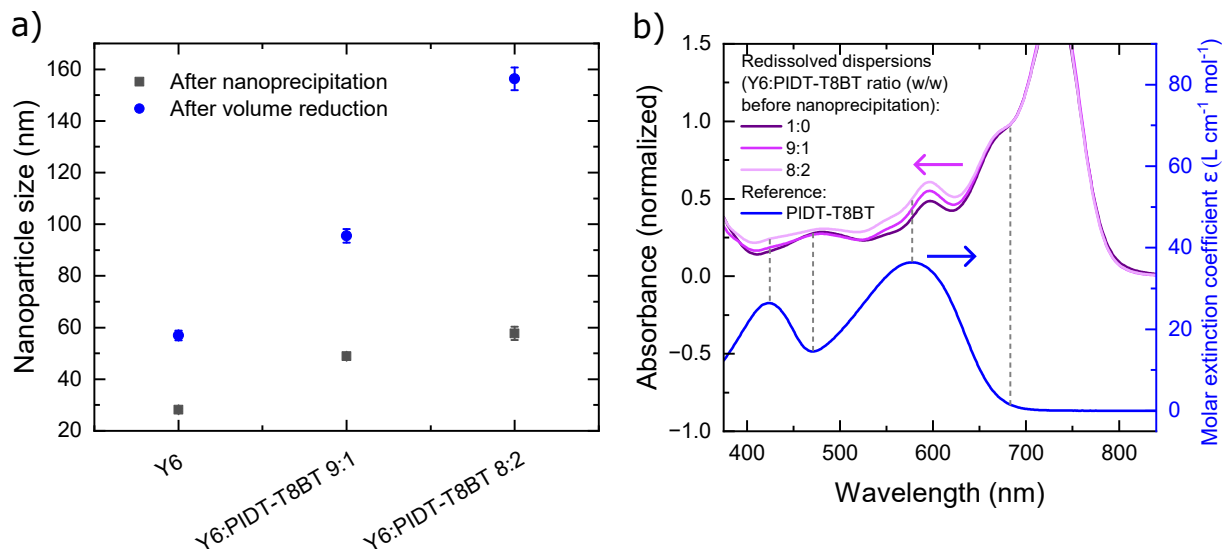 a)
Nanoparticle size (nm)
160
140
120
100
80
60
40
20
After nanoprecipitation
After volume reduction
Y6
Y6:PIDT-T8BT 9:1
Y6:PIDT-T8BT 8:2
b)
Absorbance (normalized)
1.5
1.0
0.5
0.0
−0.5
−1.0
Redissolved dispersions
(Y6:PIDT-T8BT ratio (w/w)
before nanoprecipitation):
1:0
9:1
8:2
Reference:
PIDT-T8BT
400
500
600
700
800
Wavelength (nm)
80
60
40
20
0
Molar extinction coefficient ε (L cm⁻¹ mol⁻¹)